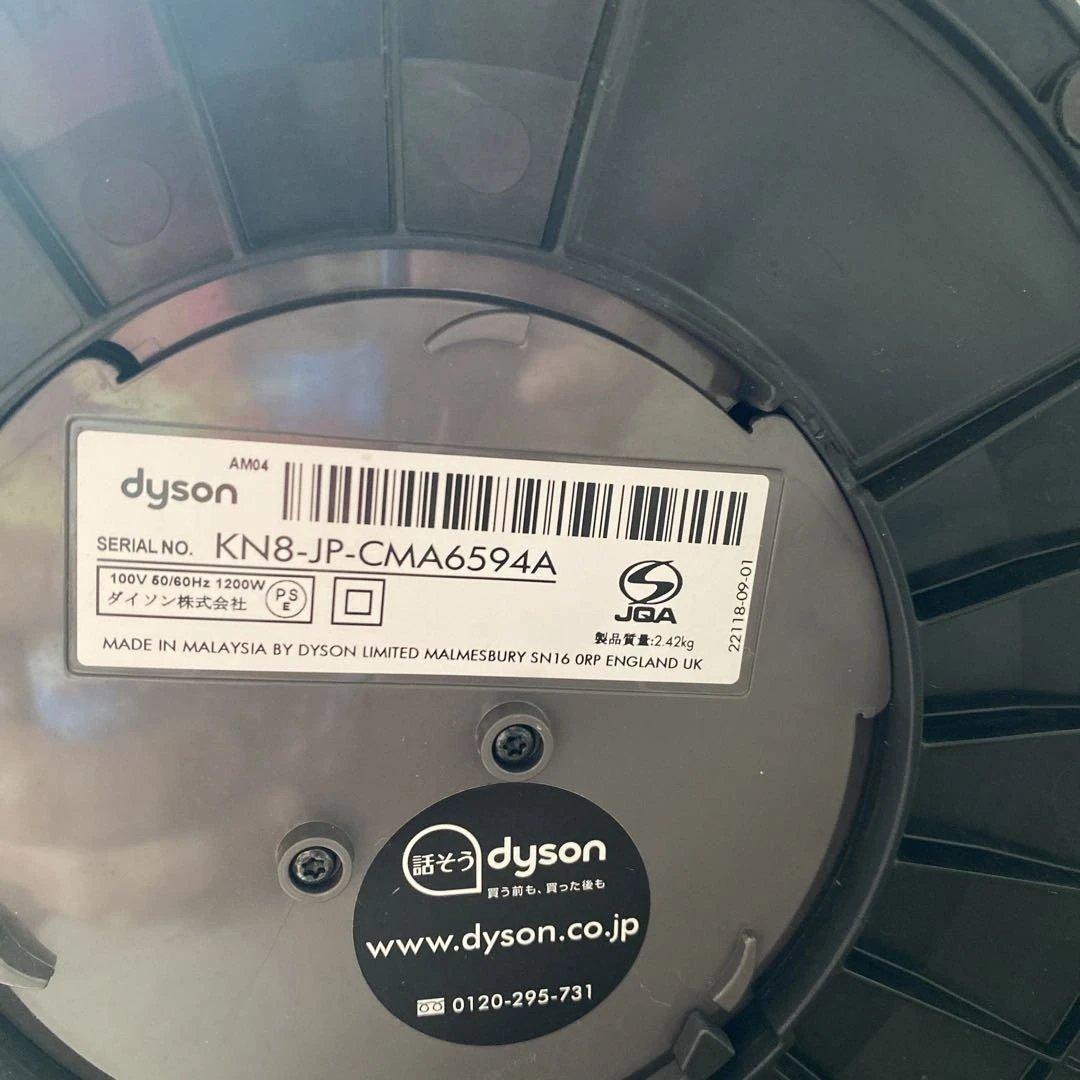 dyson
AM04
SERIAL NO. KN8-JP-CMA6594A
100V 50/60Hz 1200W
ダイソン株式会社
PS
E
JQA
製品質量:2.42kg
22118-09-01
MADE IN MALAYSIA BY DYSON LIMITED MALMESBURY SN16 0RP ENGLAND UK
話そう dyson
買う前も、買った後も
www.dyson.co.jp
0120-295-731